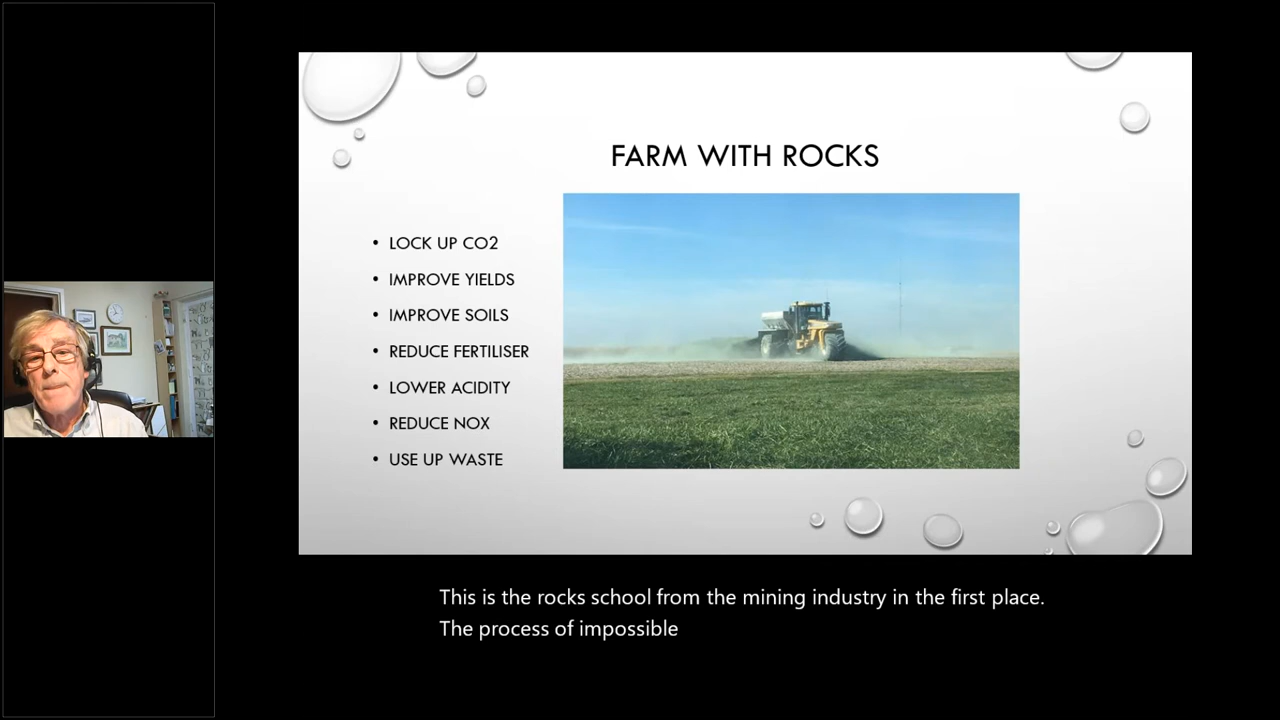 FARM WITH ROCKS
• LOCK UP CO2
• IMPROVE YIELDS
• IMPROVE SOILS
• REDUCE FERTILISER
• LOWER ACIDITY
• REDUCE NOX
• USE UP WASTE
This is the rocks school from the mining industry in the first place.
The process of impossible